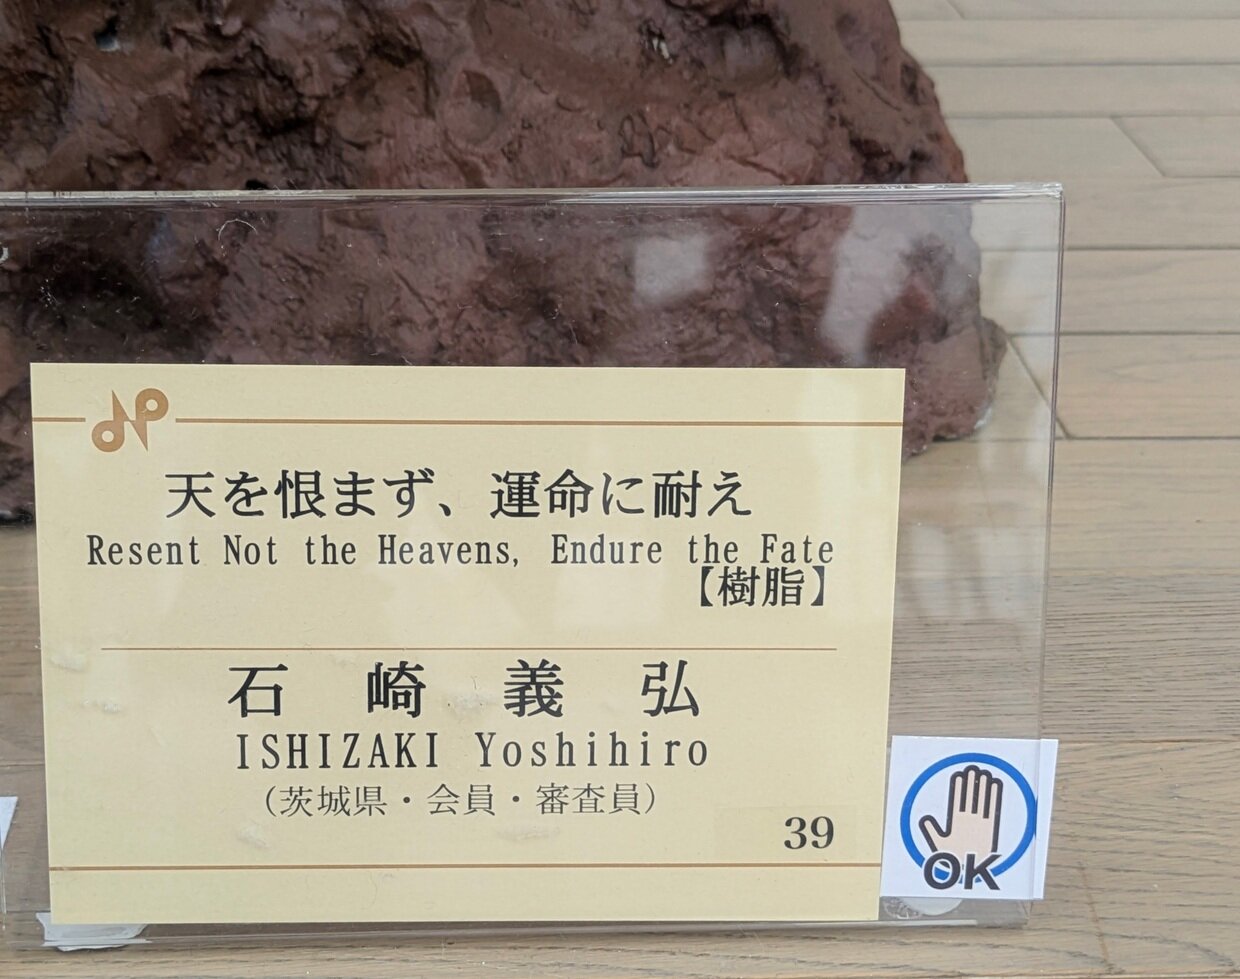 天を恨まず、運命に耐え
Resent Not the Heavens, Endure the Fate
【樹脂】
石崎義弘
ISHIZAKI Yoshihiro
（茨城県・会員・審査員）
39
OK